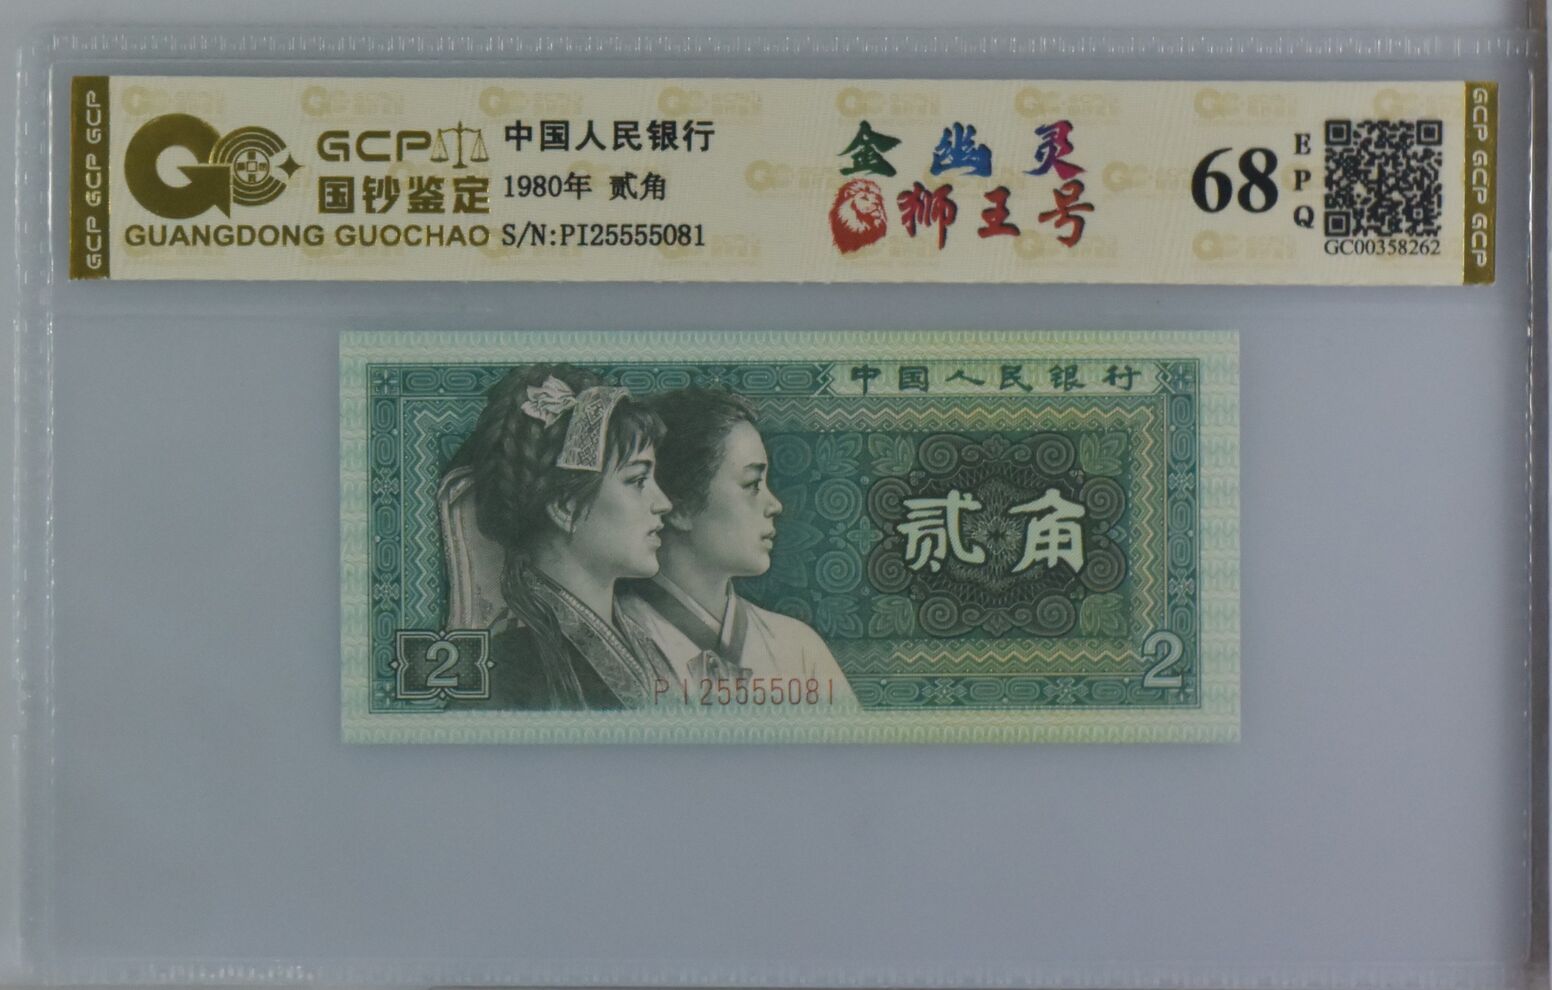 GCP GCP GCP
GCP
国钞鉴定
GUANGDONG GUOCHAO
中国人民银行
1980年 贰角
S/N:PI25555081
金幽灵
狮王号
68
EPQ
GC00358262
GCP GCP GCP
中国人民银行
贰角
2
2
PI25555081